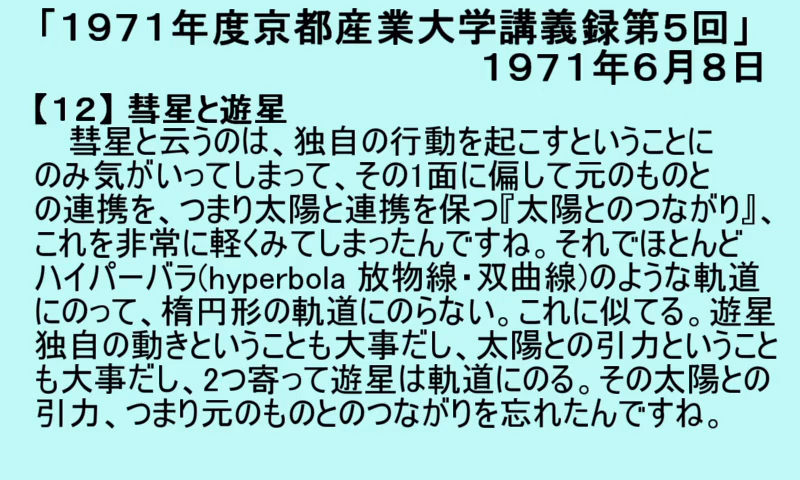 「1971年度京都産業大学講義録第5回」
1971年6月8日
【12】彗星と遊星
彗星と云うのは、独自の行動を起こすということに
のみ気がいってしまって、その1面に偏して元のものと
の連携を、つまり太陽と連携を保つ『太陽とのつながり』、
これを非常に軽くみてしまったんですね。それでほとんど
ハイパーバラ(hyperbola 放物線・双曲線)のような軌道
にのって、楕円形の軌道にのらない。これに似てる。遊星
独自の動きということも大事だし、太陽との引力ということ
も大事だし、2つ寄って遊星は軌道にのる。その太陽との
引力、つまり元のものとのつながりを忘れたんですね。